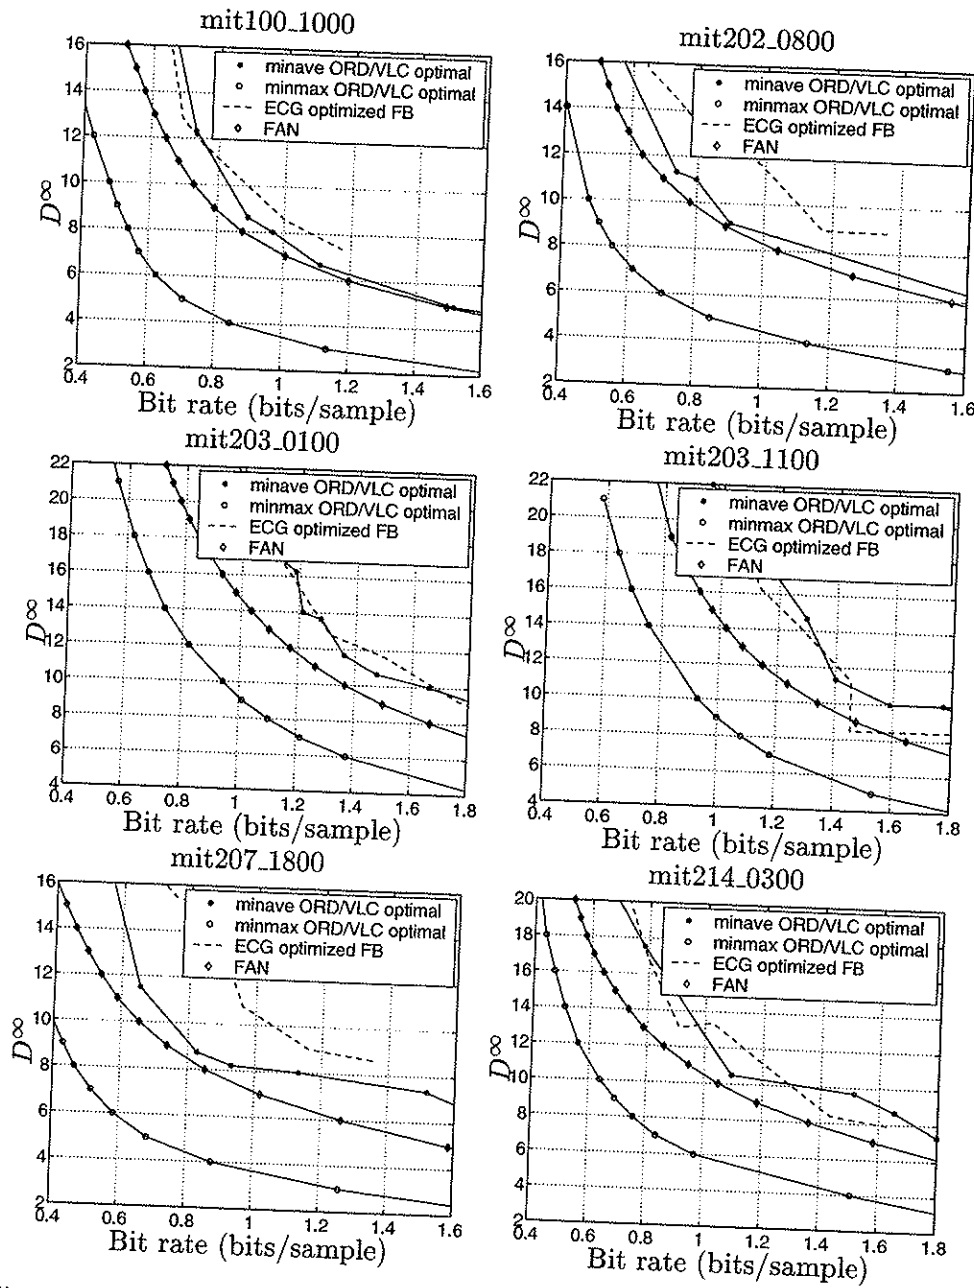 mit100_1000
16
14
12
10
8
6
4
2
D∞
minave ORD/VLC optimal
minmax ORD/VLC optimal
ECG optimized FB
FAN
0.4 0.6 0.8 1 1.2 1.4 1.6
Bit rate (bits/sample)
mit202_0800
16
14
12
10
8
6
4
2
D∞
minave ORD/VLC optimal
minmax ORD/VLC optimal
ECG optimized FB
FAN
0.4 0.6 0.8 1 1.2 1.4 1.6
Bit rate (bits/sample)
mit203_0100
22
20
18
16
14
12
10
8
6
4
D∞
minave ORD/VLC optimal
minmax ORD/VLC optimal
ECG optimized FB
FAN
0.4 0.6 0.8 1 1.2 1.4 1.6 1.8
Bit rate (bits/sample)
mit203_1100
22
20
18
16
14
12
10
8
6
4
D∞
minave ORD/VLC optimal
minmax ORD/VLC optimal
ECG optimized FB
FAN
0.4 0.6 0.8 1 1.2 1.4 1.6 1.8
Bit rate (bits/sample)
mit207_1800
16
14
12
10
8
6
4
2
D∞
minave ORD/VLC optimal
minmax ORD/VLC optimal
ECG optimized FB
FAN
0.4 0.6 0.8 1 1.2 1.4 1.6
Bit rate (bits/sample)
mit214_0300
20
18
16
14
12
10
8
6
4
2
D∞
minave ORD/VLC optimal
minmax ORD/VLC optimal
ECG optimized FB
FAN
0.4 0.6 0.8 1 1.2 1.4 1.6 1.8
Bit rate (bits/sample)